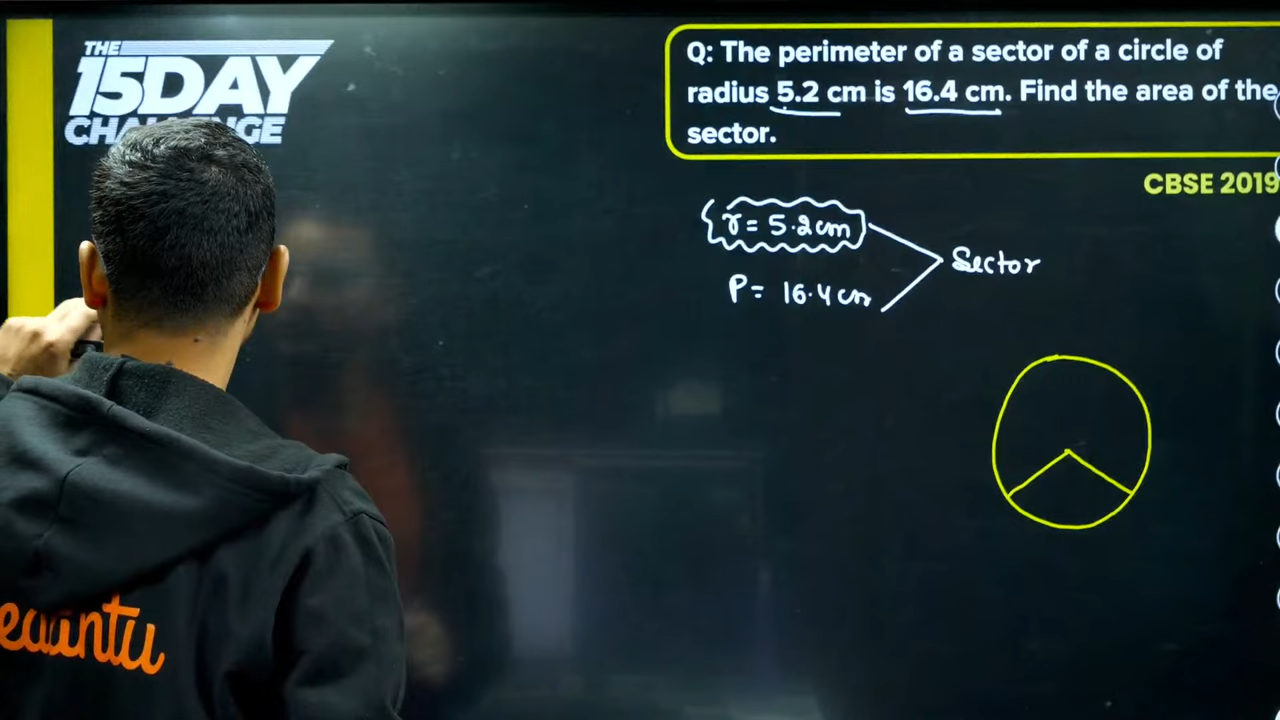 THE
15DAY
CHALLENGE
Q: The perimeter of a sector of a circle of
radius 5.2 cm is 16.4 cm. Find the area of the
sector.
CBSE 2019
r = 5.2cm
Sector
P = 16.4 cm
edantu